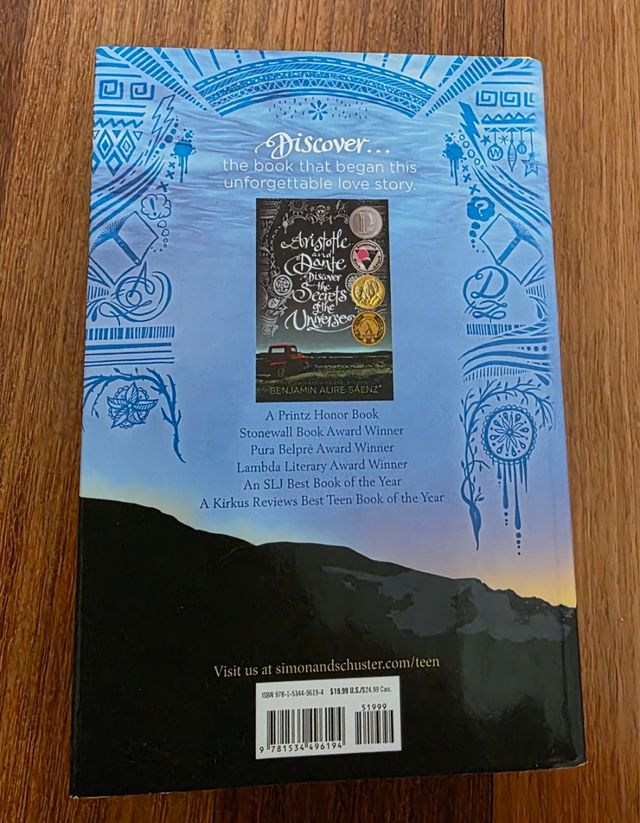 Discover...
the book that began this
unforgettable love story.
Aristotle
and
Dante
Discover
the
Secrets
of the
Universe
BENJAMIN ALIRE SÁENZ
A Printz Honor Book
Stonewall Book Award Winner
Pura Belpré Award Winner
Lambda Literary Award Winner
An SLJ Best Book of the Year
A Kirkus Reviews Best Teen Book of the Year
Visit us at simonandschuster.com/teen
ISBN 978-1-5344-9619-4 $19.99 U.S./$24.99 Can.
51999
9 781534 496194